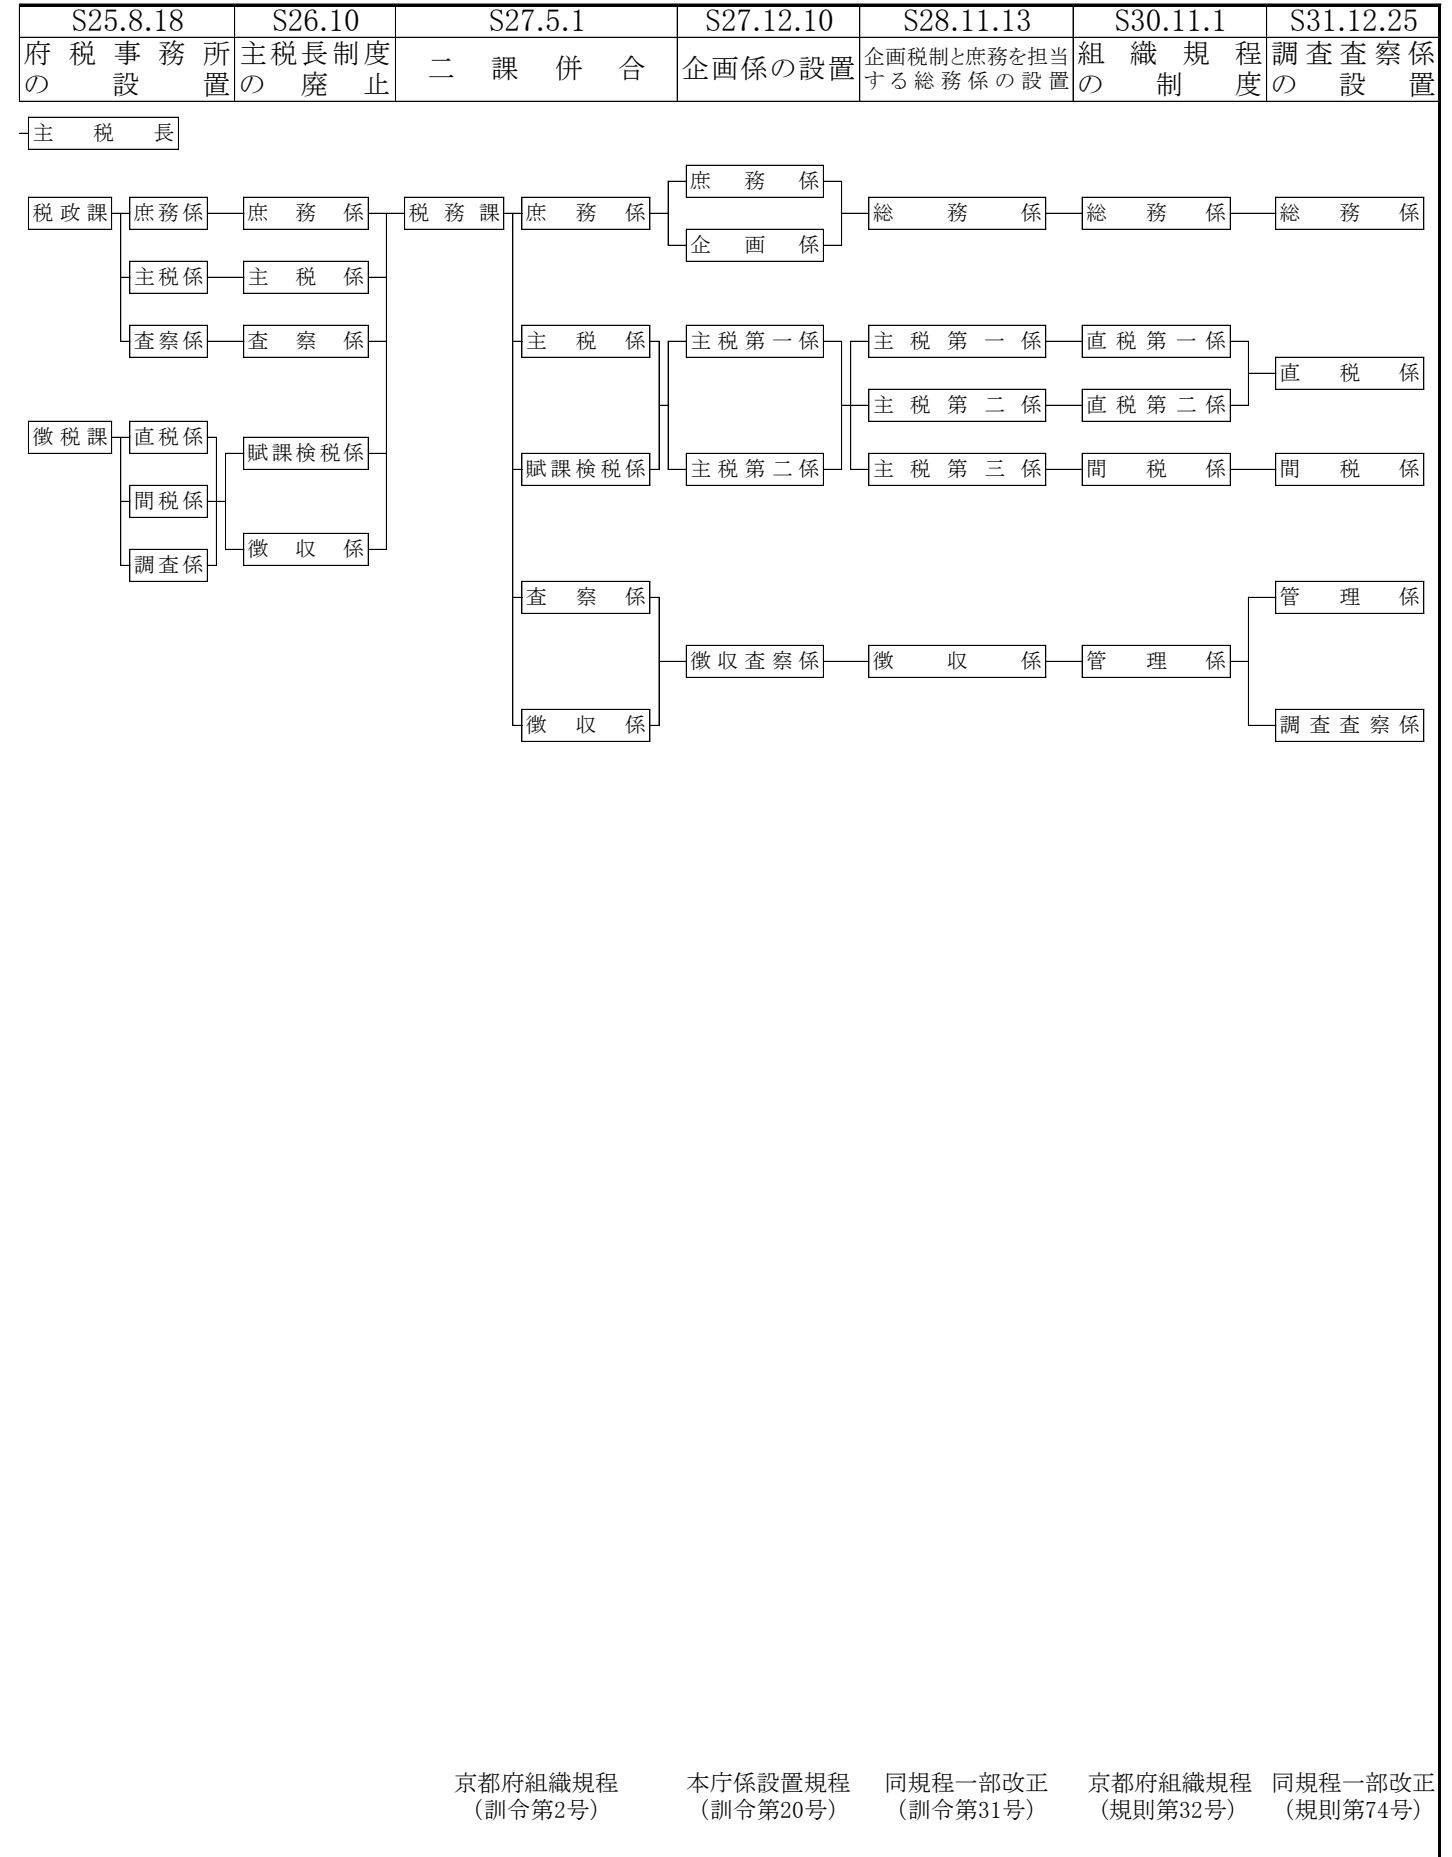 S25.8.18 S26.10 S27.5.1 S27.12.10 S28.11.13 S30.11.1 S31.12.25
府税事務所の設置 主税長制度の廃止 二課併合 企画係の設置 企画税制と庶務を担当する総務係の設置 組織規程の制度 調査査察係の設置
主税長
庶務係
税政課 庶務係 庶務係 税務課 庶務係 総務係 総務係 総務係
企画係
主税係 主税係
査察係 査察係 主税係 主税第一係 主税第一係 直税第一係
直税係
主税第二係 直税第二係
徴税課 直税係
賦課検税係 賦課検税係 主税第二係 主税第三係 間税係 間税係
間税係
徴収係
調査係
査察係 管理係
徴収査察係 徴収係 管理係
徴収係 調査査察係
京都府組織規程 本庁係設置規程 同規程一部改正 京都府組織規程 同規程一部改正
（訓令第2号） （訓令第20号） （訓令第31号） （規則第32号） （規則第74号）